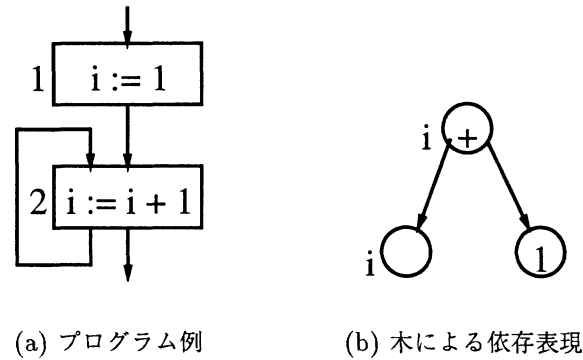 1
i := 1
2
i := i + 1
i
+
i
1
(a) プログラム例
(b) 木による依存表現